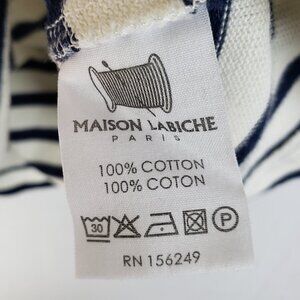 MAISON LABICHE
PARIS
100% COTTON
100% COTON
30 P
RN 156249